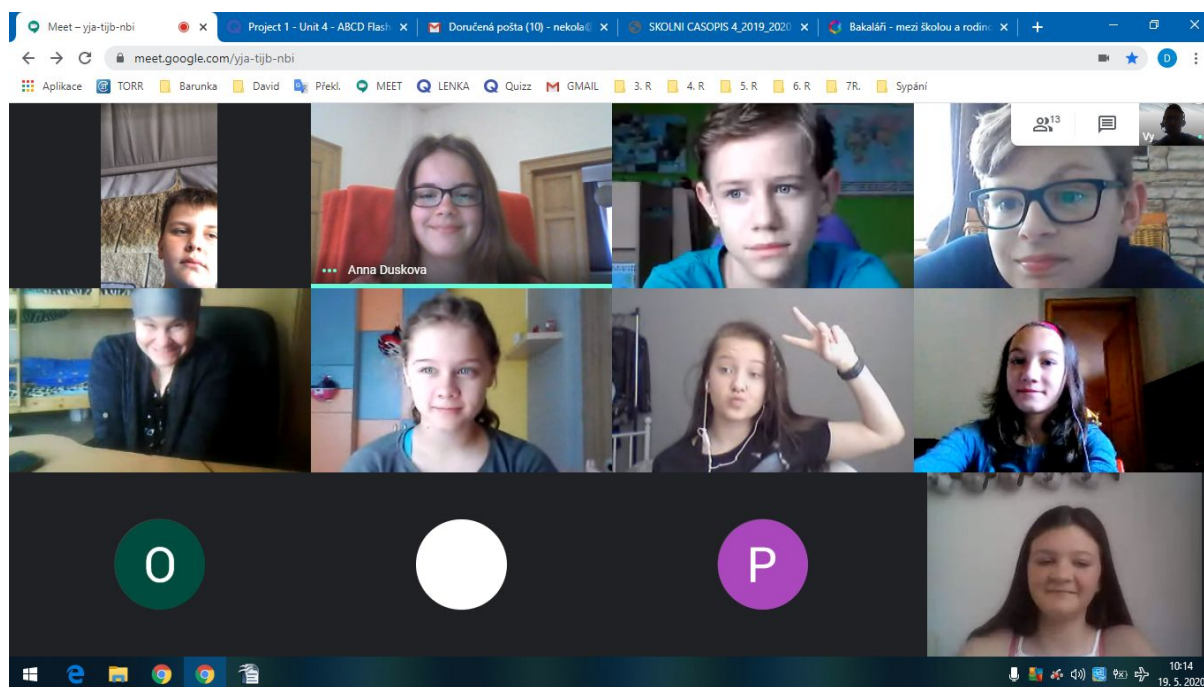 Meet – yja-tijb-nbi
Project 1 - Unit 4 - ABCD Flash
Doručená pošta (10) - nekola
SKOLNI CASOPIS 4_2019_2020
Bakaláři - mezi školou a rodino
meet.google.com/yja-tijb-nbi
D
Aplikace TORR Barunka David Překl. MEET LENKA Quizz GMAIL 3. R 4. R 5. R 6. R 7R. Sypání
13
Vy
Anna Duskova
O
P
10:14
19. 5. 2020